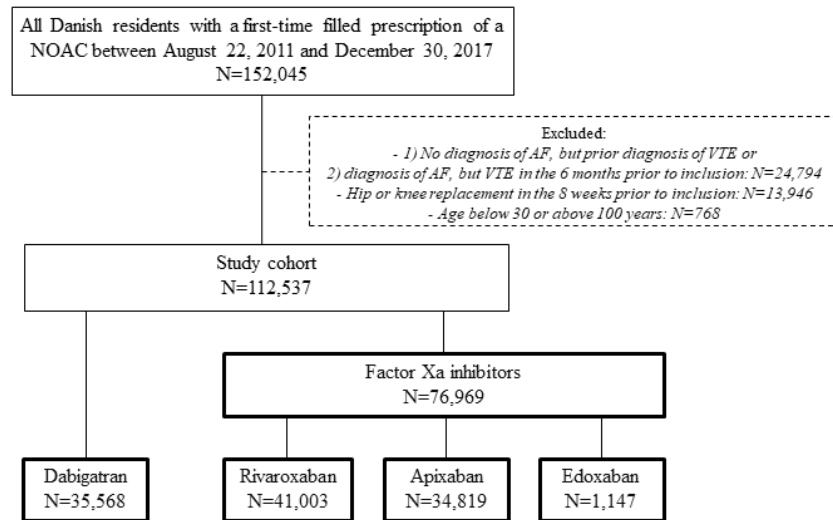 All Danish residents with a first-time filled prescription of a
NOAC between August 22, 2011 and December 30, 2017
N=152,045
Excluded:
- 1) No diagnosis of AF, but prior diagnosis of VTE or
2) diagnosis of AF, but VTE in the 6 months prior to inclusion: N=24,794
- Hip or knee replacement in the 8 weeks prior to inclusion: N=13,946
- Age below 30 or above 100 years: N=768
Study cohort
N=112,537
Factor Xa inhibitors
N=76,969
Dabigatran
N=35,568
Rivaroxaban
N=41,003
Apixaban
N=34,819
Edoxaban
N=1,147